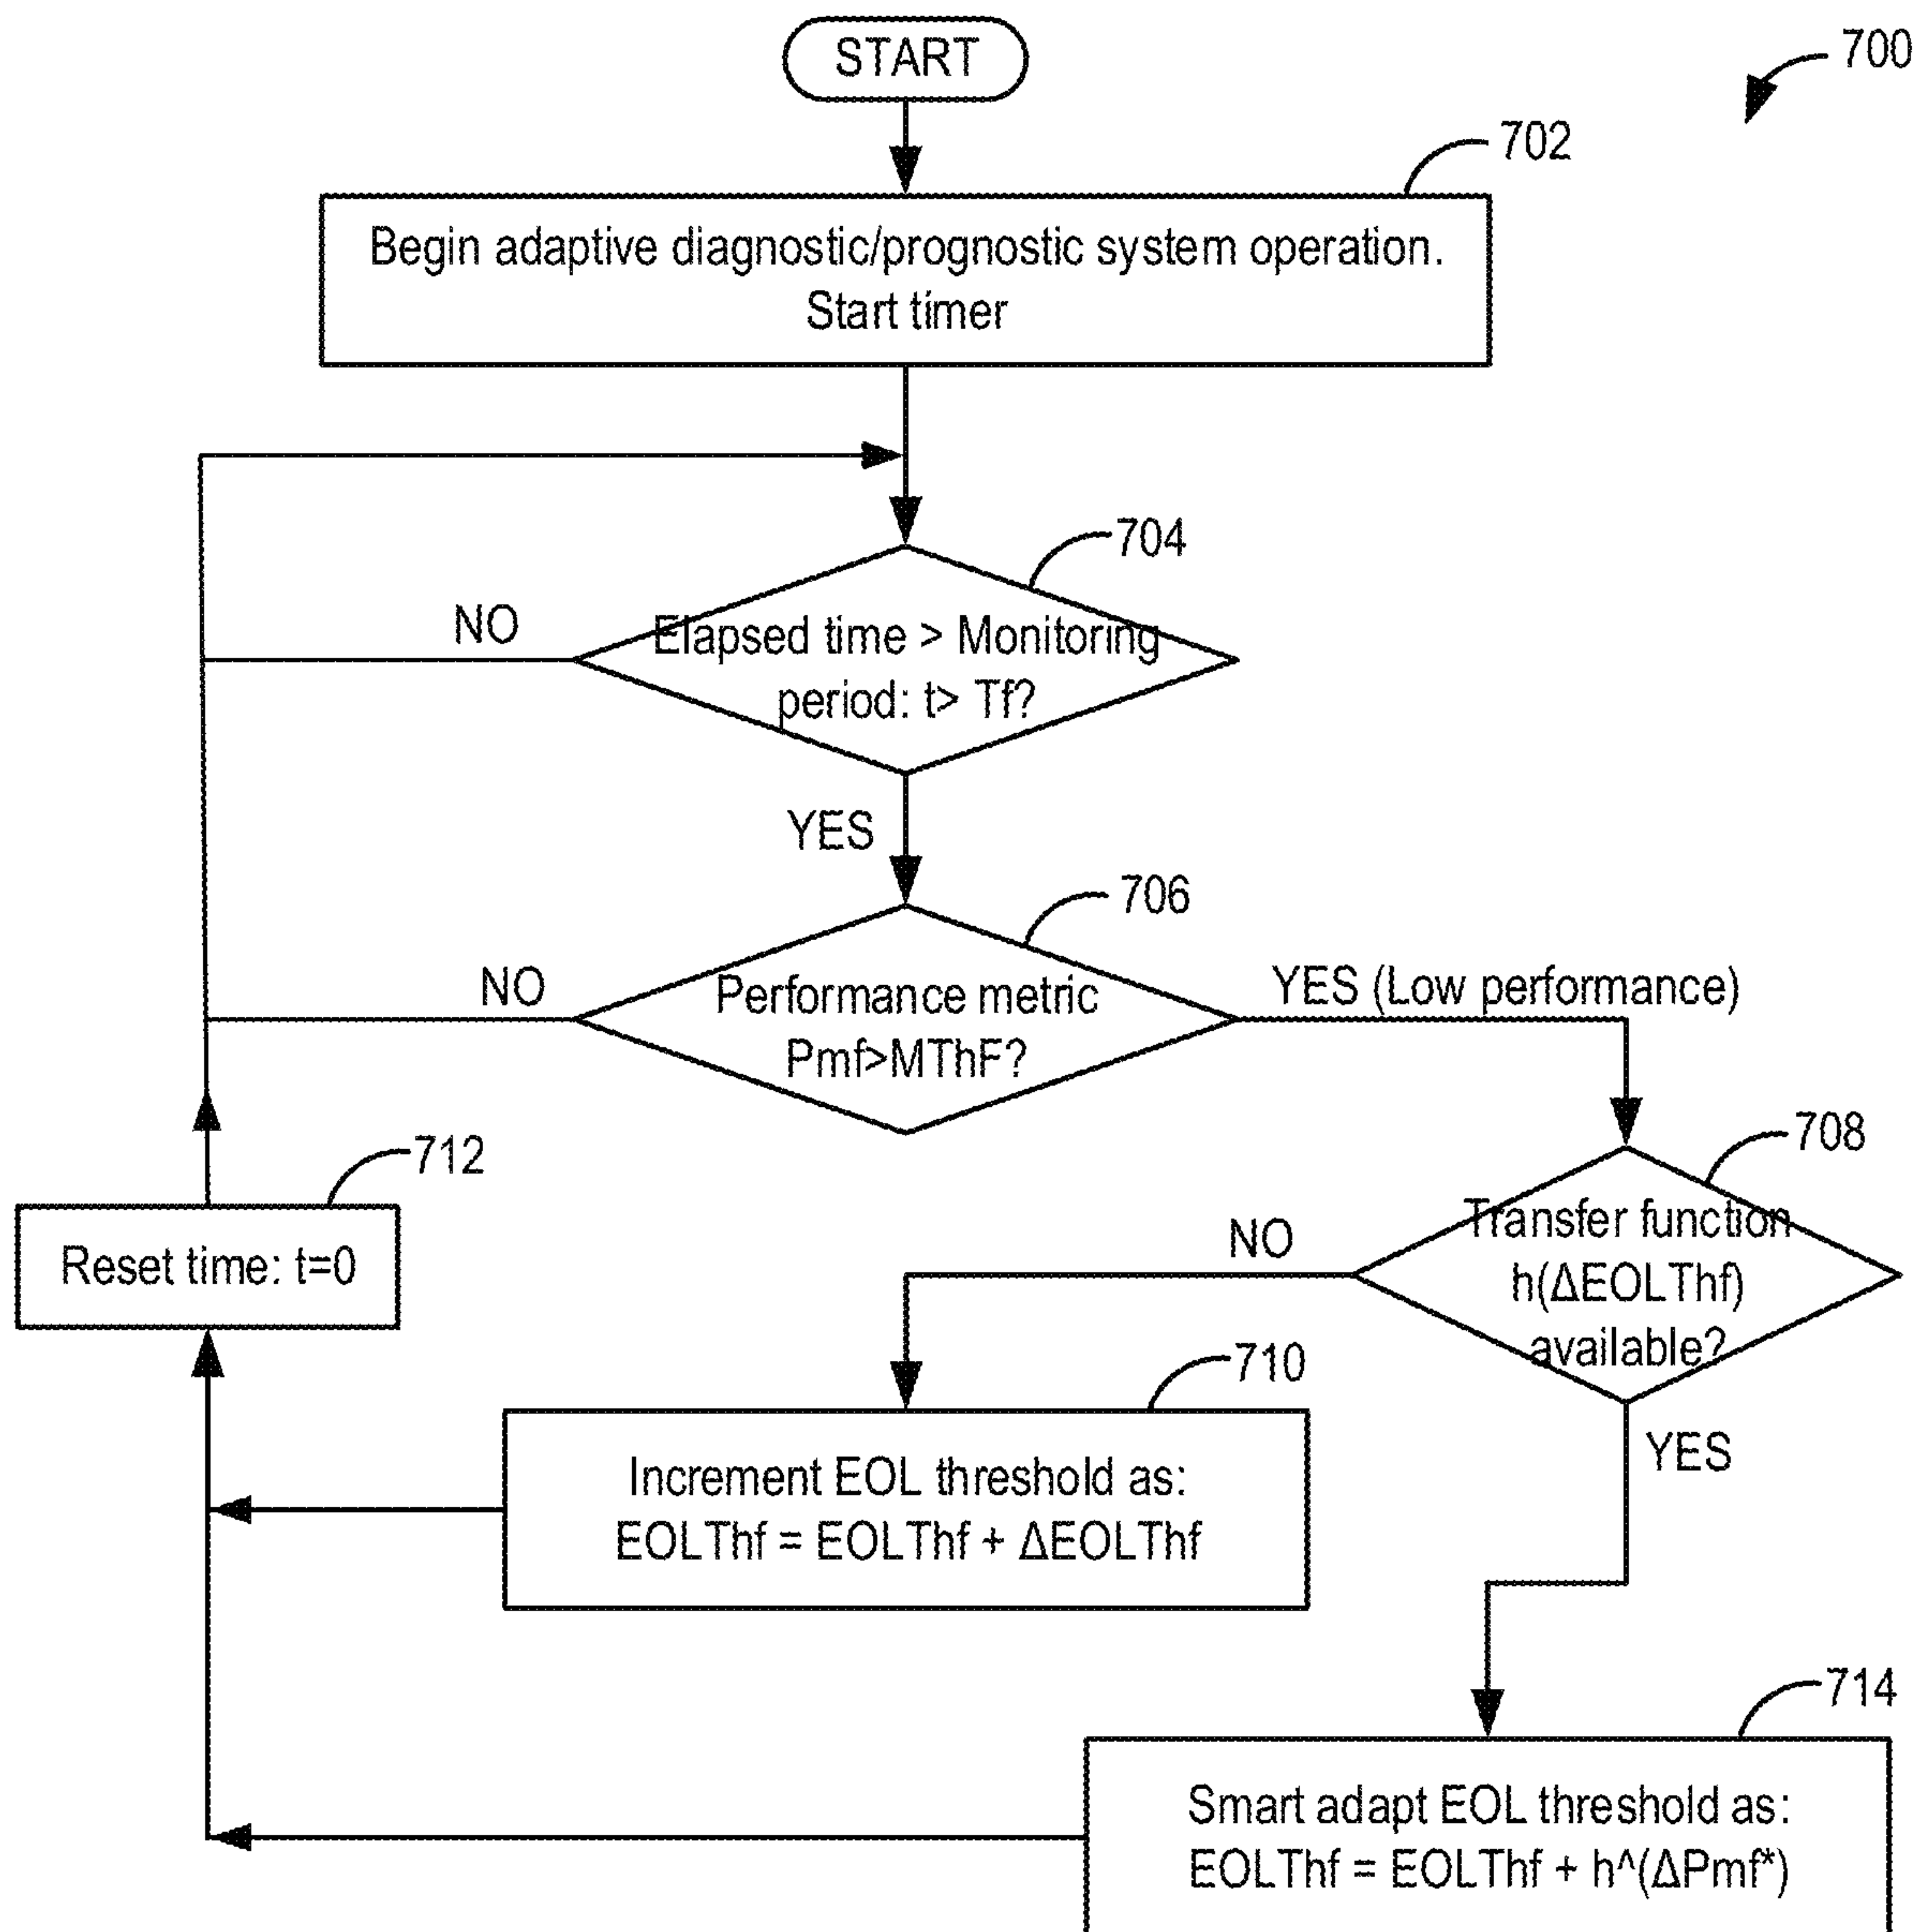 START
700
702
Begin adaptive diagnostic/prognostic system operation.
Start timer
704
NO
Elapsed time > Monitoring
period: t> Tf?
YES
706
NO
Performance metric
Pmf>MThF?
YES (Low performance)
708
712
Transfer function
h(ΔEOLThf)
available?
NO
Reset time: t=0
710
YES
Increment EOL threshold as:
EOLThf = EOLThf + ΔEOLThf
714
Smart adapt EOL threshold as:
EOLThf = EOLThf + h^(ΔPmf*)